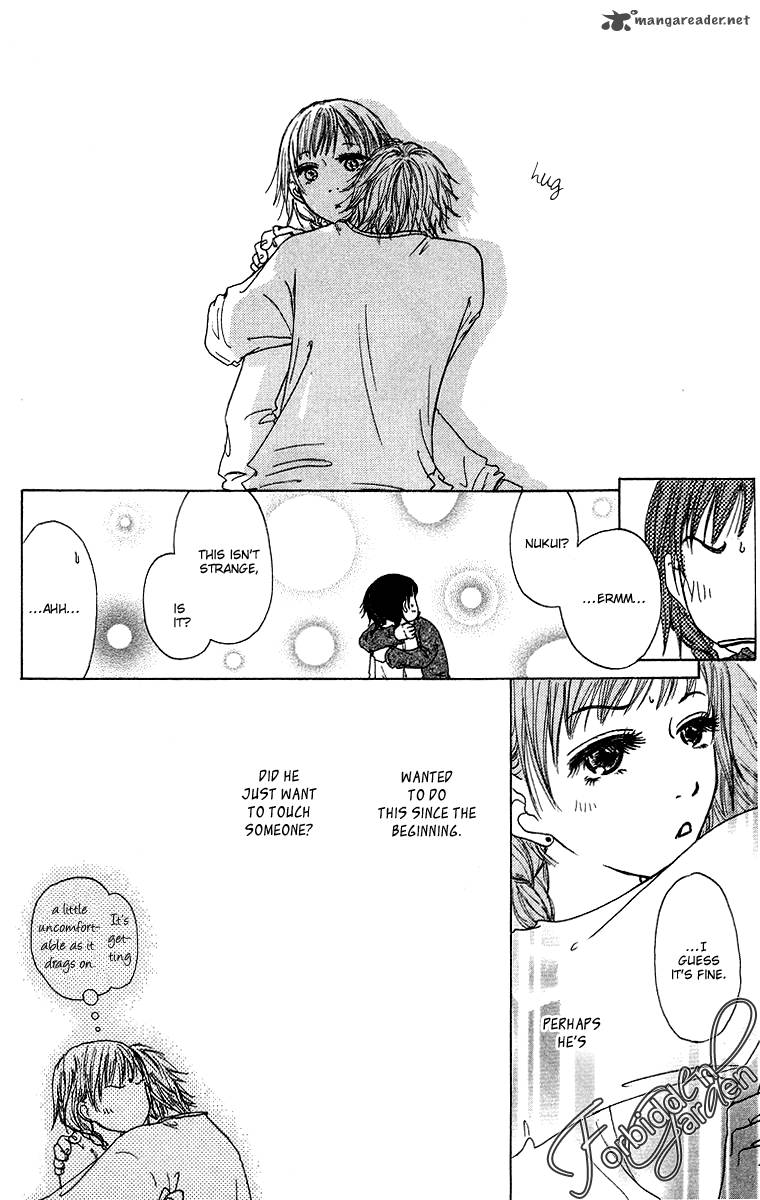 mangareader.net
hug
NUKUI?
...ERMM...
THIS ISN'T
STRANGE,
IS
IT?
...AHH...
...I
GUESS
IT'S FINE.
PERHAPS
HE'S
WANTED
TO DO
THIS SINCE THE
BEGINNING.
DID HE
JUST WANT
TO TOUCH
SOMEONE?
It's
get-
ting
a little
uncomfort-
able as it
drags on.
Forbidden
Garden